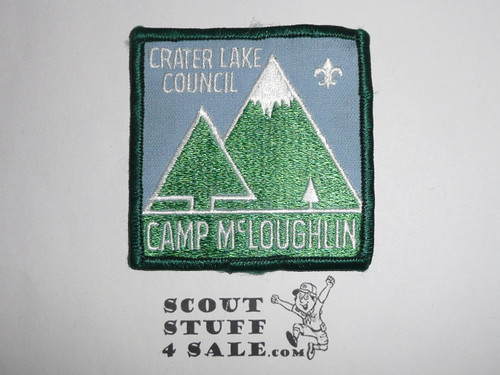 CRATER LAKE
COUNCIL
CAMP McLOUGHLIN
SCOUT
STUFF
4 SALE.com